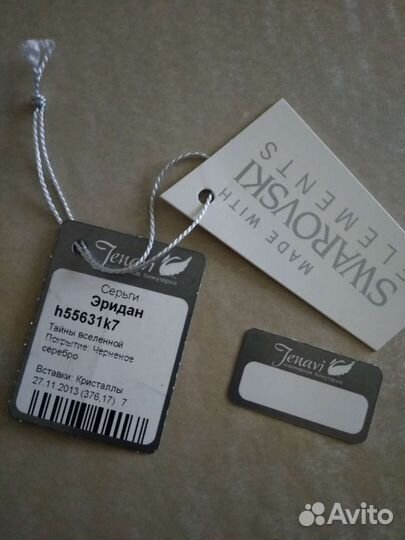 Jenavi
ювелирная бижутерия
Серьги
Эридан
h55631k7
Тайны вселенной
Покрытие: Черненое
серебро
Вставки: Кристаллы
27.11.2013 (376,17) 7
MADE WITH
SWAROVSKI
ELEMENTS
Jenavi
ювелирная бижутерия
Avito